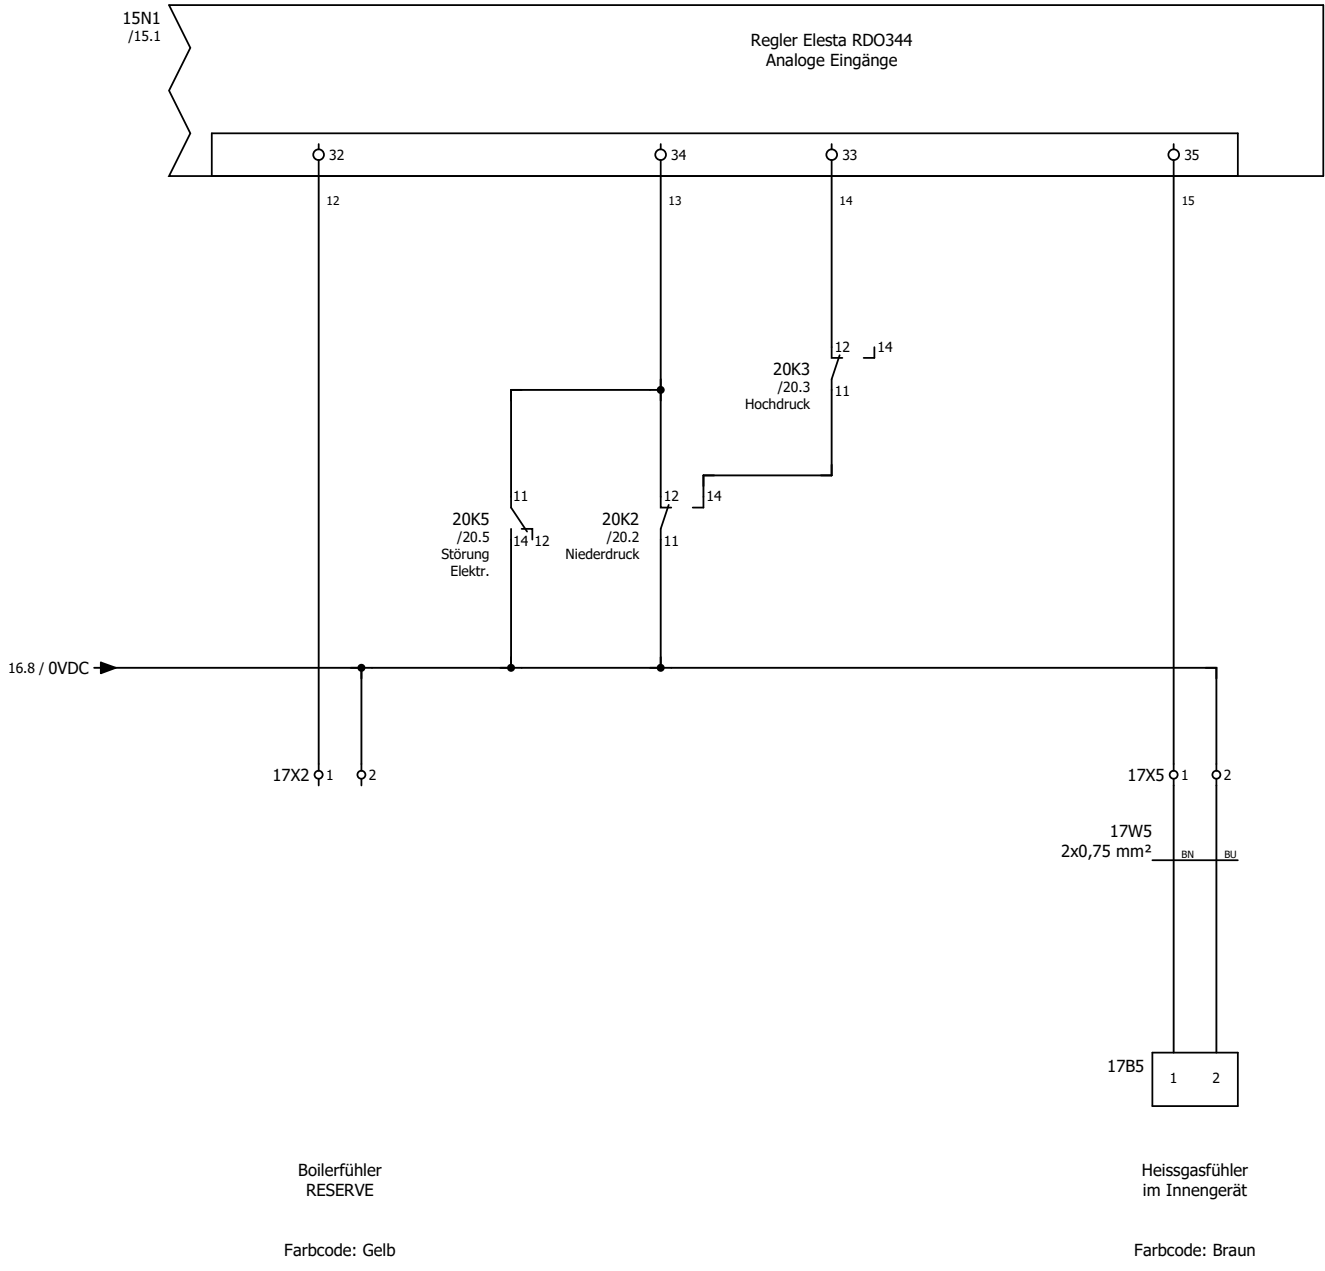 15N1
/15.1
Regler Elesta RDO344
Analoge Eingänge
32
34
33
35
12
13
14
15
12
14
20K3
/20.3
Hochdruck
11
11
20K5
/20.5
Störung
Elektr.
14
12
12
14
20K2
/20.2
Niederdruck
11
16.8 / 0VDC
17X2
1
2
17X5
1
2
17W5
2x0,75 mm²
BN
BU
17B5
1
2
Boilerfühler
RESERVE
Heissgasfühler
im Innengerät
Farbcode: Gelb
Farbcode: Braun